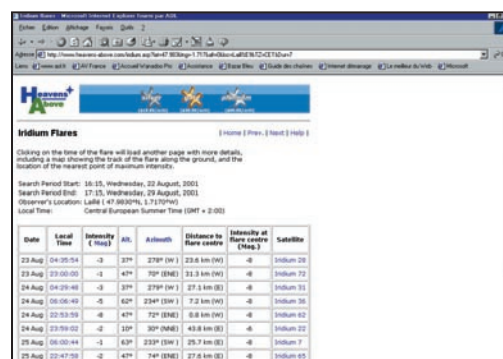 Iridium Flares - Microsoft Internet Explorer fourni par AOL
Fichier Edition Affichage Favoris Outils ?
Adresse
Liens
Heavens
Above
Iridium Flares
| Home | Prev. | Next | Help |
Clicking on the time of the flare will load another page with more details,
including a map showing the track of the flare along the ground, and the
location of the nearest point of maximum intensity.
Search Period Start: 16:15, Wednesday, 22 August, 2001
Search Period End: 17:15, Wednesday, 29 August, 2001
Observer's Location: Laillé ( 47.9830°N, 1.7170°W)
Local Time: Central European Summer Time (GMT + 2:00)
Date Local Time Intensity ( Mag) Alt. Azimuth Distance to flare centre Intensity at flare centre (Mag.) Satellite
23 Aug 04:35:54 -3 37° 278° (W ) 23.6 km (W) -8 Iridium 28
23 Aug 23:00:00 -1 47° 70° (ENE) 31.3 km (W) -8 Iridium 72
24 Aug 04:29:48 -3 37° 279° (W ) 27.1 km (E) -8 Iridium 31
24 Aug 06:06:49 -5 62° 234° (SW ) 7.2 km (W) -8 Iridium 36
24 Aug 22:53:59 -8 47° 72° (ENE) 0.8 km (W) -8 Iridium 62
24 Aug 23:59:02 -2 10° 30° (NNE) 43.8 km (W) -6 Iridium 22
25 Aug 06:00:44 -1 63° 233° (SW ) 25.7 km (E) -8 Iridium 7
25 Aug 22:47:58 -2 47° 74° (ENE) 27.6 km (E) -8 Iridium 65